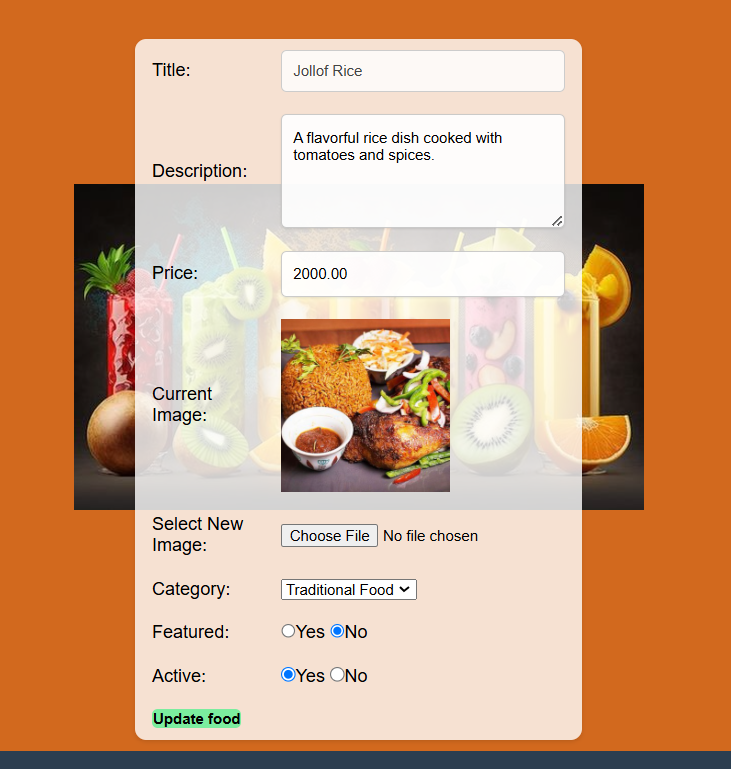 Title: Jollof Rice
Description: A flavorful rice dish cooked with
tomatoes and spices.
Price: 2000.00
Current
Image:
Select New
Image: Choose File No file chosen
Category: Traditional Food
Featured: Yes No
Active: Yes No
Update food